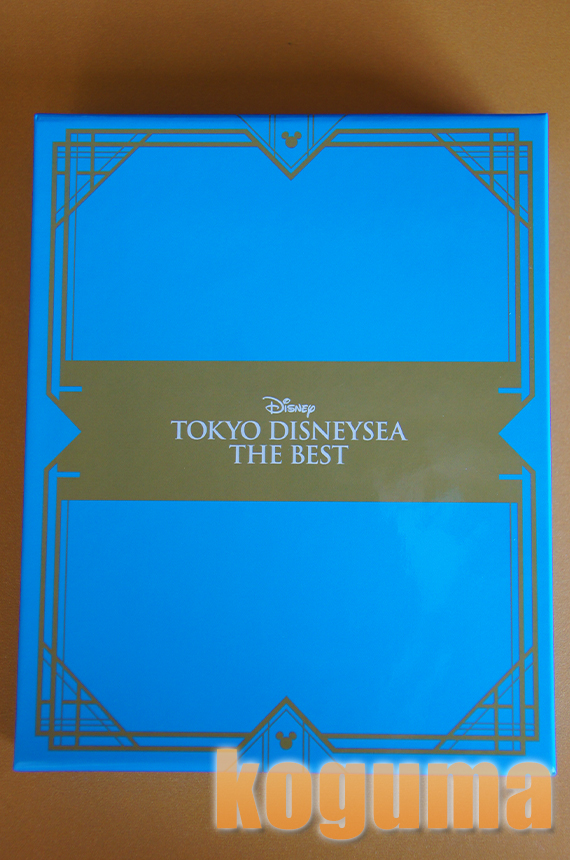 Disney
TOKYO DISNEYSEA
THE BEST
koguma